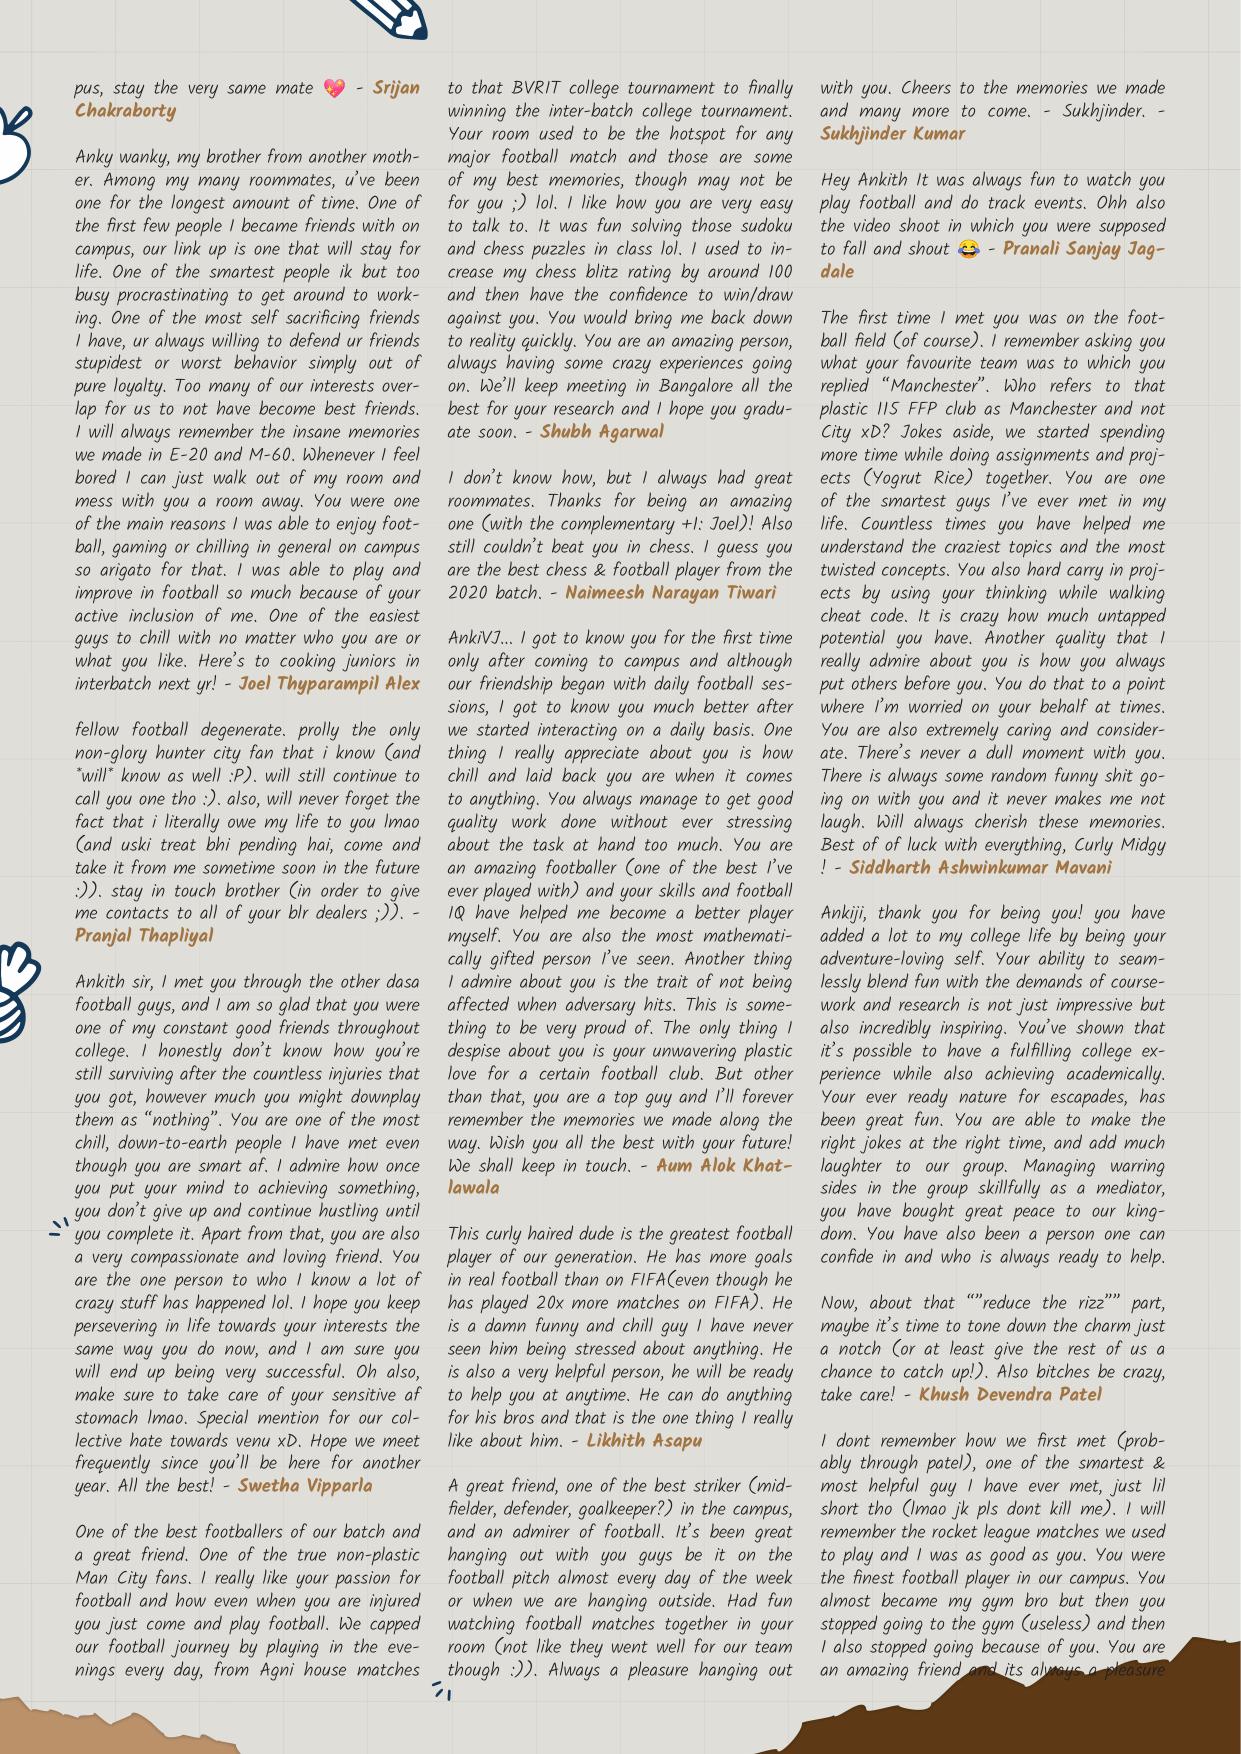 pus, stay the very same mate 💖 - Srijan
Chakraborty
Anky wanky, my brother from another moth-
er. Among my many roommates, u've been
one for the longest amount of time. One of
the first few people I became friends with on
campus, our link up is one that will stay for
life. One of the smartest people ik but too
busy procrastinating to get around to work-
ing. One of the most self sacrificing friends
I have, ur always willing to defend ur friends
stupidest or worst behavior simply out of
pure loyalty. Too many of our interests over-
lap for us to not have become best friends.
I will always remember the insane memories
we made in E-20 and M-60. Whenever I feel
bored I can just walk out of my room and
mess with you a room away. You were one
of the main reasons I was able to enjoy foot-
ball, gaming or chilling in general on campus
so arigato for that. I was able to play and
improve in football so much because of your
active inclusion of me. One of the easiest
guys to chill with no matter who you are or
what you like. Here's to cooking juniors in
interbatch next yr! - Joel Thyparampil Alex
fellow football degenerate. prolly the only
non-glory hunter city fan that i know (and
*will* know as well :P). will still continue to
call you one tho :). also, will never forget the
fact that i literally owe my life to you lmao
(and uski treat bhi pending hai, come and
take it from me sometime soon in the future
:)). stay in touch brother (in order to give
me contacts to all of your blr dealers ;)). -
Pranjal Thapliyal
Ankith sir, I met you through the other dasa
football guys, and I am so glad that you were
one of my constant good friends throughout
college. I honestly don't know how you're
still surviving after the countless injuries that
you got, however much you might downplay
them as “nothing”. You are one of the most
chill, down-to-earth people I have met even
though you are smart af. I admire how once
you put your mind to achieving something,
you don't give up and continue hustling until
you complete it. Apart from that, you are also
a very compassionate and loving friend. You
are the one person to who I know a lot of
crazy stuff has happened lol. I hope you keep
persevering in life towards your interests the
same way you do now, and I am sure you
will end up being very successful. Oh also,
make sure to take care of your sensitive af
stomach lmao. Special mention for our col-
lective hate towards venu xD. Hope we meet
frequently since you'll be here for another
year. All the best! - Swetha Vipparla
One of the best footballers of our batch and
a great friend. One of the true non-plastic
Man City fans. I really like your passion for
football and how even when you are injured
you just come and play football. We capped
our football journey by playing in the eve-
nings every day, from Agni house matches
to that BVRIT college tournament to finally
winning the inter-batch college tournament.
Your room used to be the hotspot for any
major football match and those are some
of my best memories, though may not be
for you ;) lol. I like how you are very easy
to talk to. It was fun solving those sudoku
and chess puzzles in class lol. I used to in-
crease my chess blitz rating by around 100
and then have the confidence to win/draw
against you. You would bring me back down
to reality quickly. You are an amazing person,
always having some crazy experiences going
on. We'll keep meeting in Bangalore all the
best for your research and I hope you gradu-
ate soon. - Shubh Agarwal
I don't know how, but I always had great
roommates. Thanks for being an amazing
one (with the complementary +1: Joel)! Also
still couldn't beat you in chess. I guess you
are the best chess & football player from the
2020 batch. - Naimeesh Narayan Tiwari
AnkiVJ... I got to know you for the first time
only after coming to campus and although
our friendship began with daily football ses-
sions, I got to know you much better after
we started interacting on a daily basis. One
thing I really appreciate about you is how
chill and laid back you are when it comes
to anything. You always manage to get good
quality work done without ever stressing
about the task at hand too much. You are
an amazing footballer (one of the best I've
ever played with) and your skills and football
IQ have helped me become a better player
myself. You are also the most mathemati-
cally gifted person I've seen. Another thing
I admire about you is the trait of not being
affected when adversary hits. This is some-
thing to be very proud of. The only thing I
despise about you is your unwavering plastic
love for a certain football club. But other
than that, you are a top guy and I'll forever
remember the memories we made along the
way. Wish you all the best with your future!
We shall keep in touch. - Aum Alok Khat-
lawala
This curly haired dude is the greatest football
player of our generation. He has more goals
in real football than on FIFA(even though he
has played 20x more matches on FIFA). He
is a damn funny and chill guy I have never
seen him being stressed about anything. He
is also a very helpful person, he will be ready
to help you at anytime. He can do anything
for his bros and that is the one thing I really
like about him. - Likhith Asapu
A great friend, one of the best striker (mid-
fielder, defender, goalkeeper?) in the campus,
and an admirer of football. It's been great
hanging out with you guys be it on the
football pitch almost every day of the week
or when we are hanging outside. Had fun
watching football matches together in your
room (not like they went well for our team
though :)). Always a pleasure hanging out
with you. Cheers to the memories we made
and many more to come. - Sukhjinder. -
Sukhjinder Kumar
Hey Ankith It was always fun to watch you
play football and do track events. Ohh also
the video shoot in which you were supposed
to fall and shout 😂 - Pranali Sanjay Jag-
dale
The first time I met you was on the foot-
ball field (of course). I remember asking you
what your favourite team was to which you
replied “Manchester”. Who refers to that
plastic 115 FFP club as Manchester and not
City xD? Jokes aside, we started spending
more time while doing assignments and proj-
ects (Yogrut Rice) together. You are one
of the smartest guys I've ever met in my
life. Countless times you have helped me
understand the craziest topics and the most
twisted concepts. You also hard carry in proj-
ects by using your thinking while walking
cheat code. It is crazy how much untapped
potential you have. Another quality that I
really admire about you is how you always
put others before you. You do that to a point
where I'm worried on your behalf at times.
You are also extremely caring and consider-
ate. There's never a dull moment with you.
There is always some random funny shit go-
ing on with you and it never makes me not
laugh. Will always cherish these memories.
Best of of luck with everything, Curly Midgy
! - Siddharth Ashwinkumar Mavani
Ankiji, thank you for being you! you have
added a lot to my college life by being your
adventure-loving self. Your ability to seam-
lessly blend fun with the demands of course-
work and research is not just impressive but
also incredibly inspiring. You've shown that
it's possible to have a fulfilling college ex-
perience while also achieving academically.
Your ever ready nature for escapades, has
been great fun. You are able to make the
right jokes at the right time, and add much
laughter to our group. Managing warring
sides in the group skillfully as a mediator,
you have bought great peace to our king-
dom. You have also been a person one can
confide in and who is always ready to help.
Now, about that “”reduce the rizz”” part,
maybe it's time to tone down the charm just
a notch (or at least give the rest of us a
chance to catch up!). Also bitches be crazy,
take care! - Khush Devendra Patel
I dont remember how we first met (prob-
ably through patel), one of the smartest &
most helpful guy I have ever met, just lil
short tho (lmao jk pls dont kill me). I will
remember the rocket league matches we used
to play and I was as good as you. You were
the finest football player in our campus. You
almost became my gym bro but then you
stopped going to the gym (useless) and then
I also stopped going because of you. You are
an amazing friend and its always a pleasure